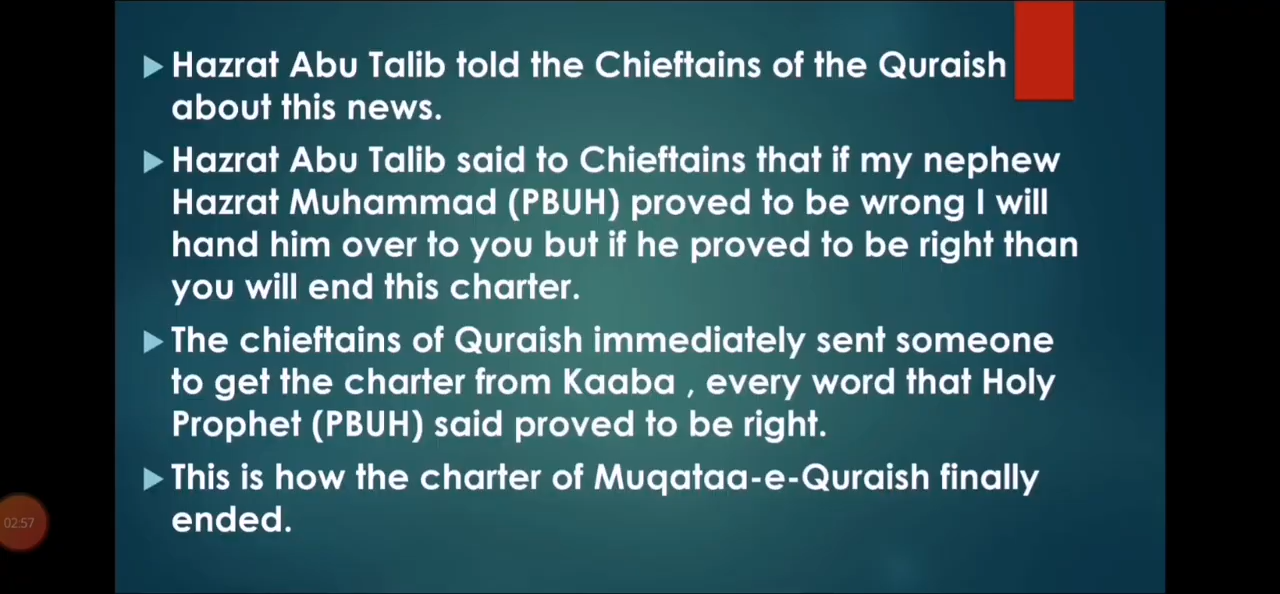 Hazrat Abu Talib told the Chieftains of the Quraish
about this news.
Hazrat Abu Talib said to Chieftains that if my nephew
Hazrat Muhammad (PBUH) proved to be wrong I will
hand him over to you but if he proved to be right than
you will end this charter.
The chieftains of Quraish immediately sent someone
to get the charter from Kaaba , every word that Holy
Prophet (PBUH) said proved to be right.
This is how the charter of Muqataa-e-Quraish finally
ended.
02:57